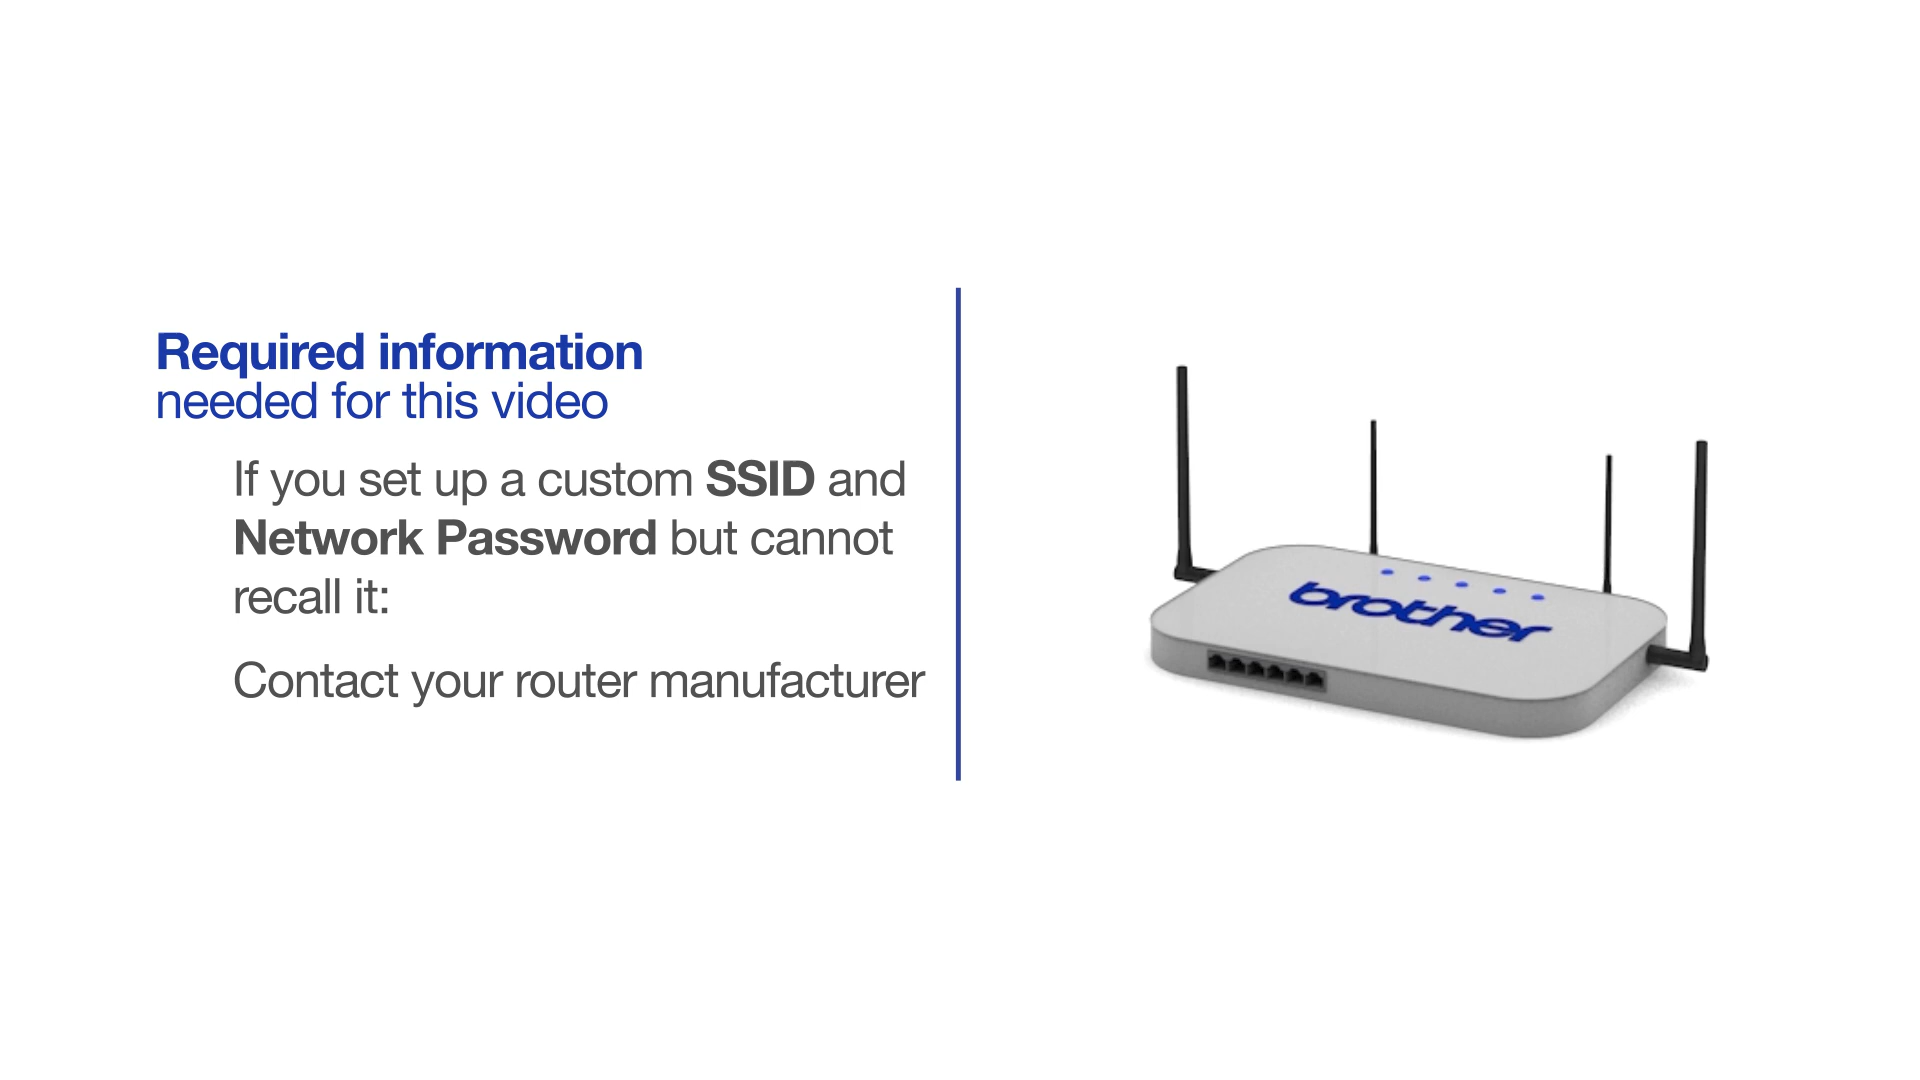 Required information
needed for this video
If you set up a custom SSID and
Network Password but cannot
recall it:
Contact your router manufacturer
brother